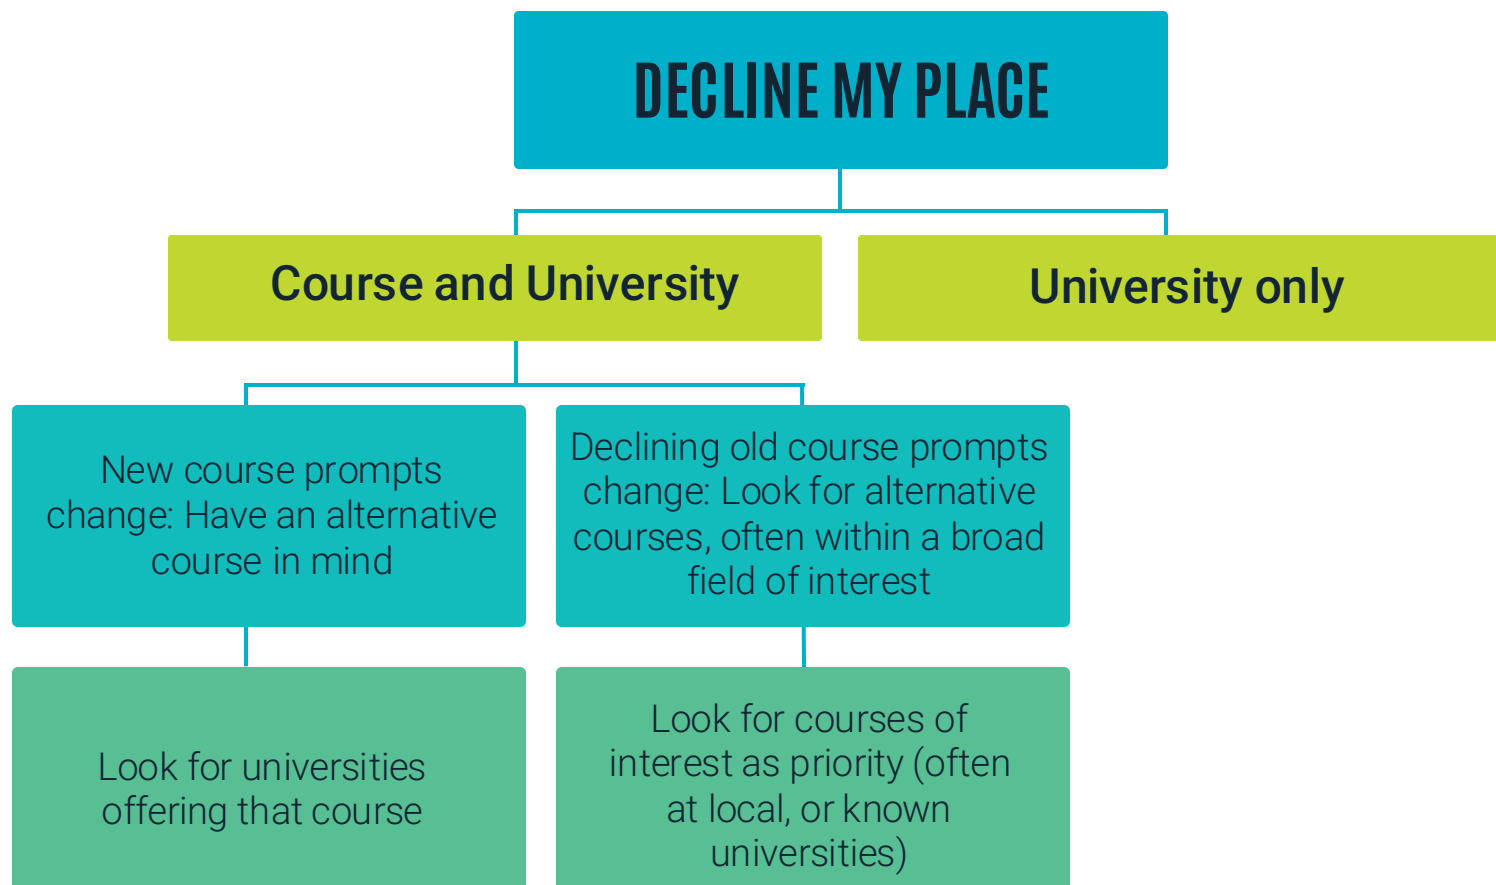 DECLINE MY PLACE
Course and University
University only
New course prompts
change: Have an alternative
course in mind
Declining old course prompts
change: Look for alternative
courses, often within a broad
field of interest
Look for universities
offering that course
Look for courses of
interest as priority (often
at local, or known
universities)